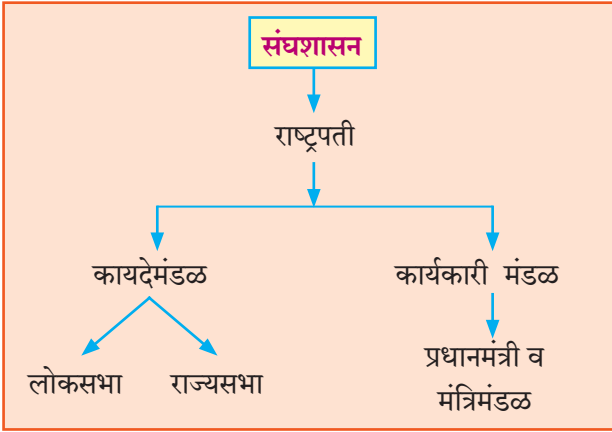 संघशासन
राष्ट्रपती
कायदेमंडळ
कार्यकारी मंडळ
लोकसभा
राज्यसभा
प्रधानमंत्री व
मंत्रिमंडळ